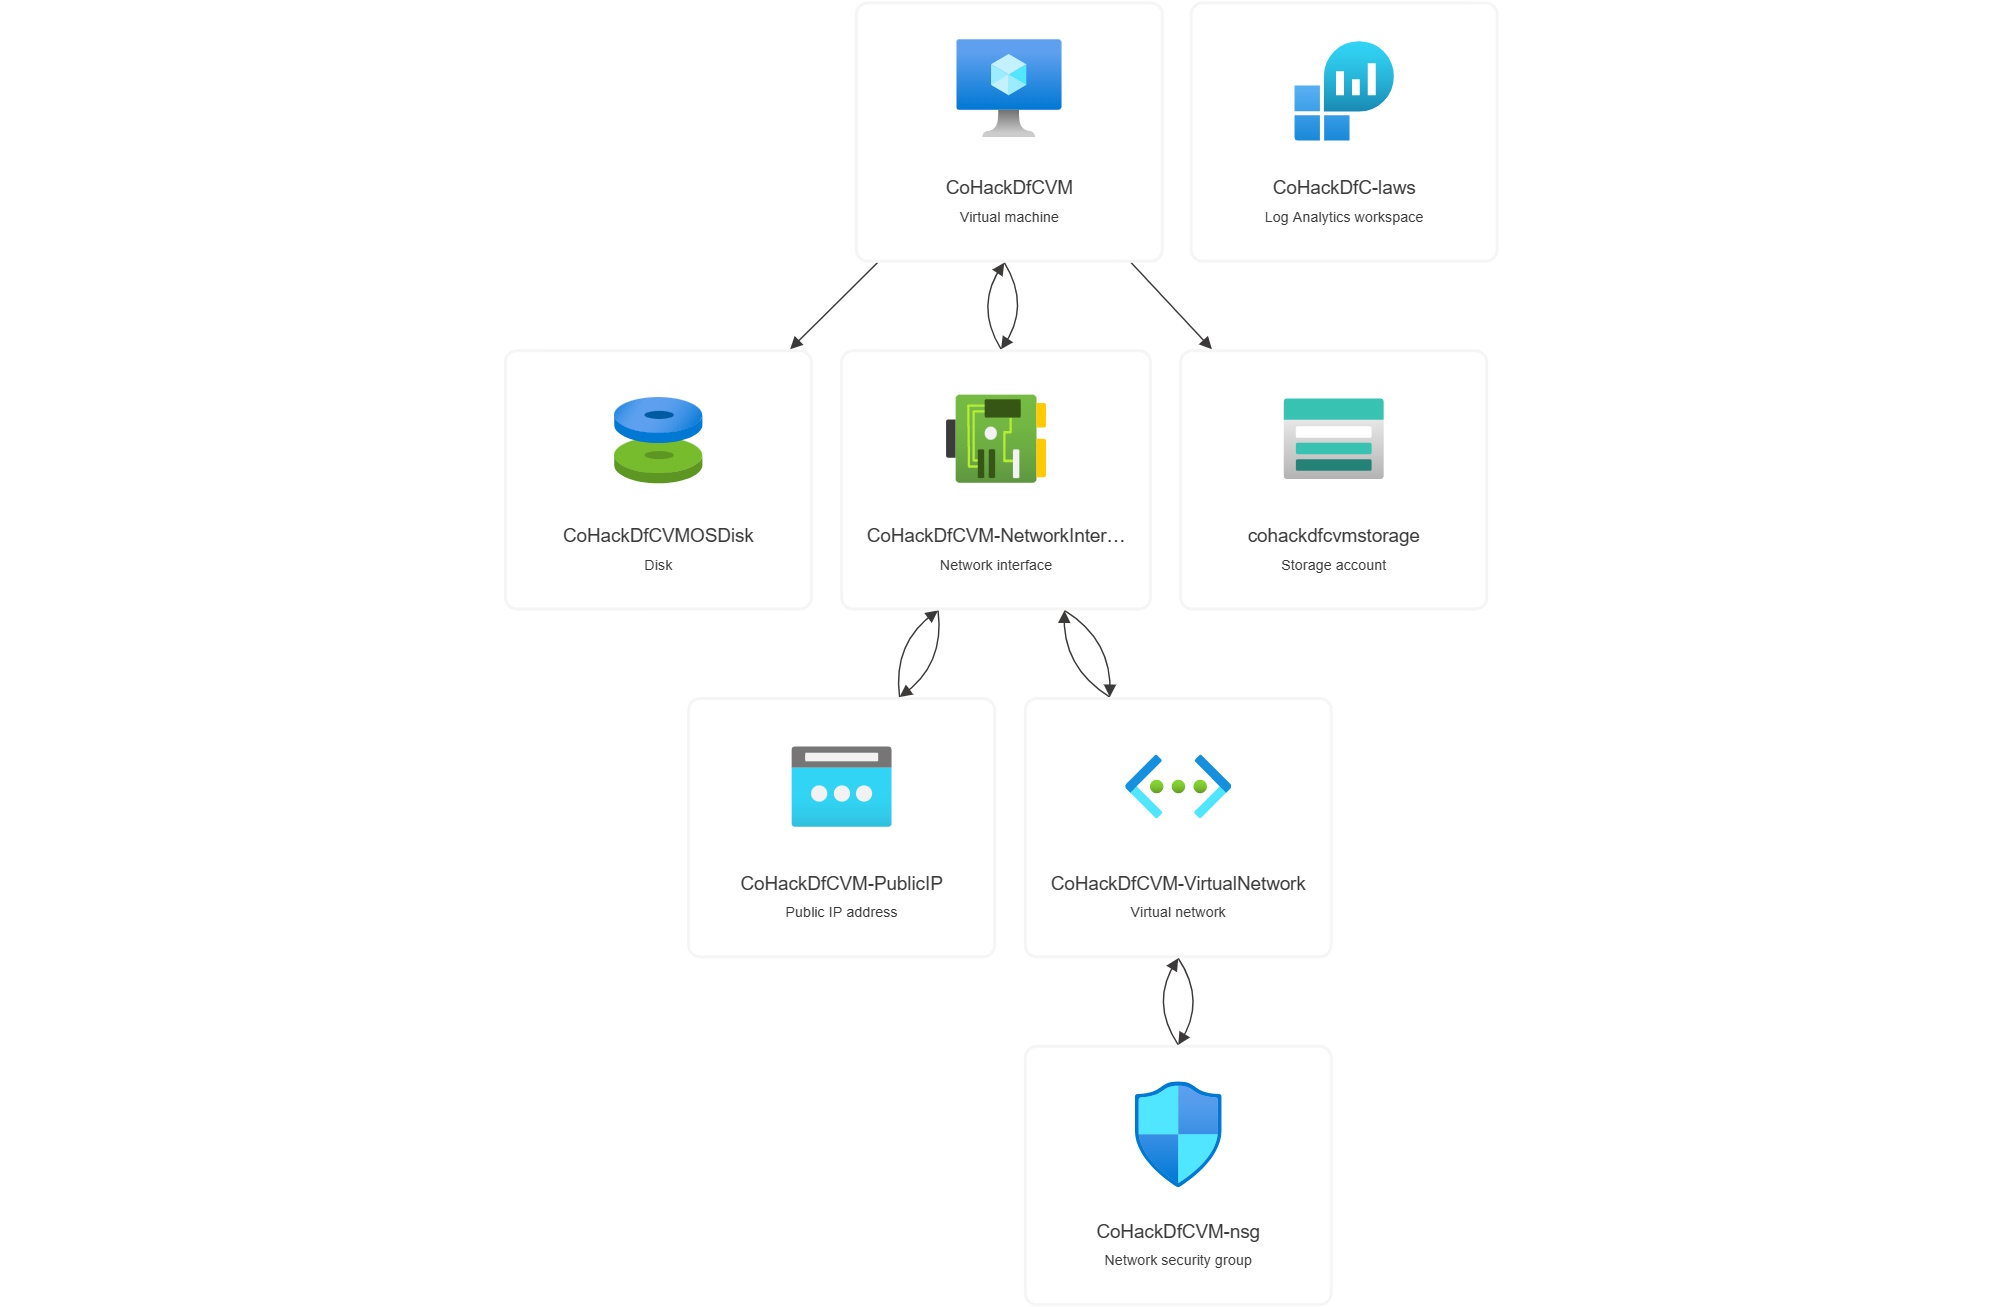 CoHackDfCVM
Virtual machine
CoHackDfC-laws
Log Analytics workspace
CoHackDfCVMOSDisk
Disk
CoHackDfCVM-NetworkInter...
Network interface
cohackdfcvmstorage
Storage account
CoHackDfCVM-PublicIP
Public IP address
CoHackDfCVM-VirtualNetwork
Virtual network
CoHackDfCVM-nsg
Network security group